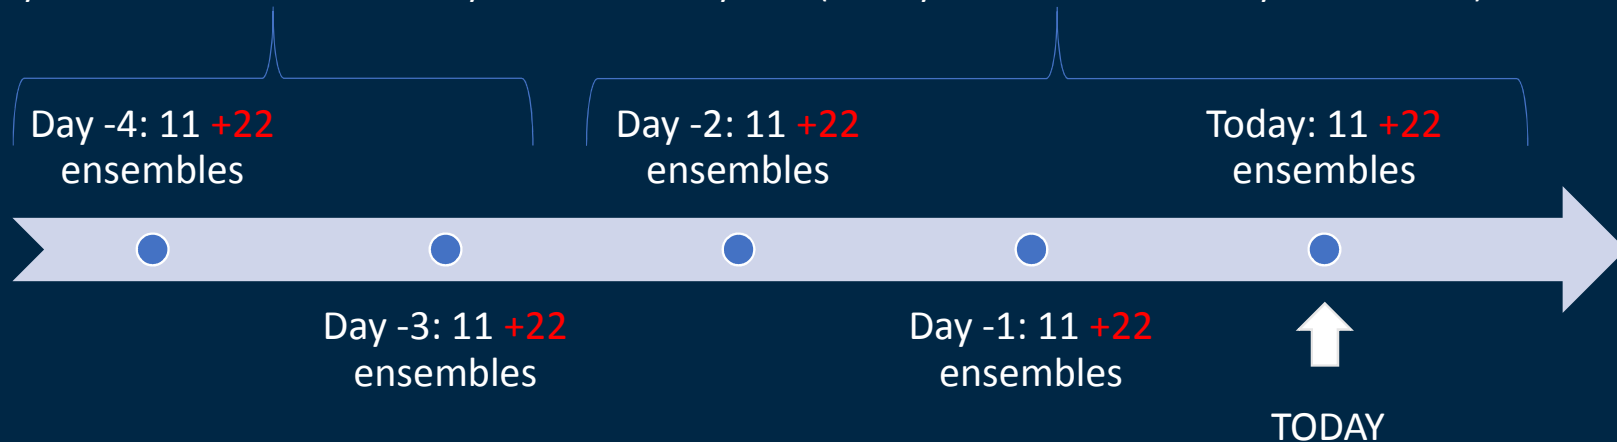 Day -4: 11 +22
ensembles
Day -2: 11 +22
ensembles
Today: 11 +22
ensembles
Day -3: 11 +22
ensembles
Day -1: 11 +22
ensembles
TODAY